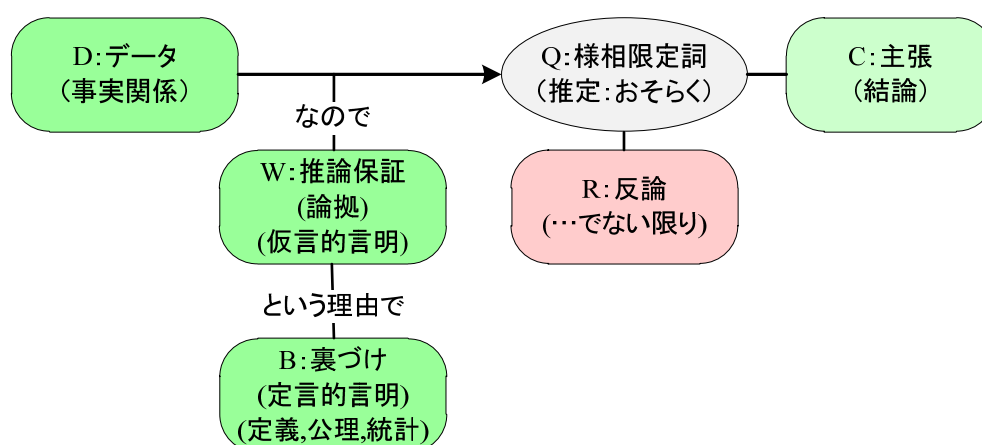 D:データ
(事実関係)
Q:様相限定詞
(推定:おそらく)
C:主張
(結論)
なので
W:推論保証
(論拠)
(仮言的言明)
R:反論
(…でない限り)
という理由で
B:裏づけ
(定言的言明)
(定義,公理,統計)